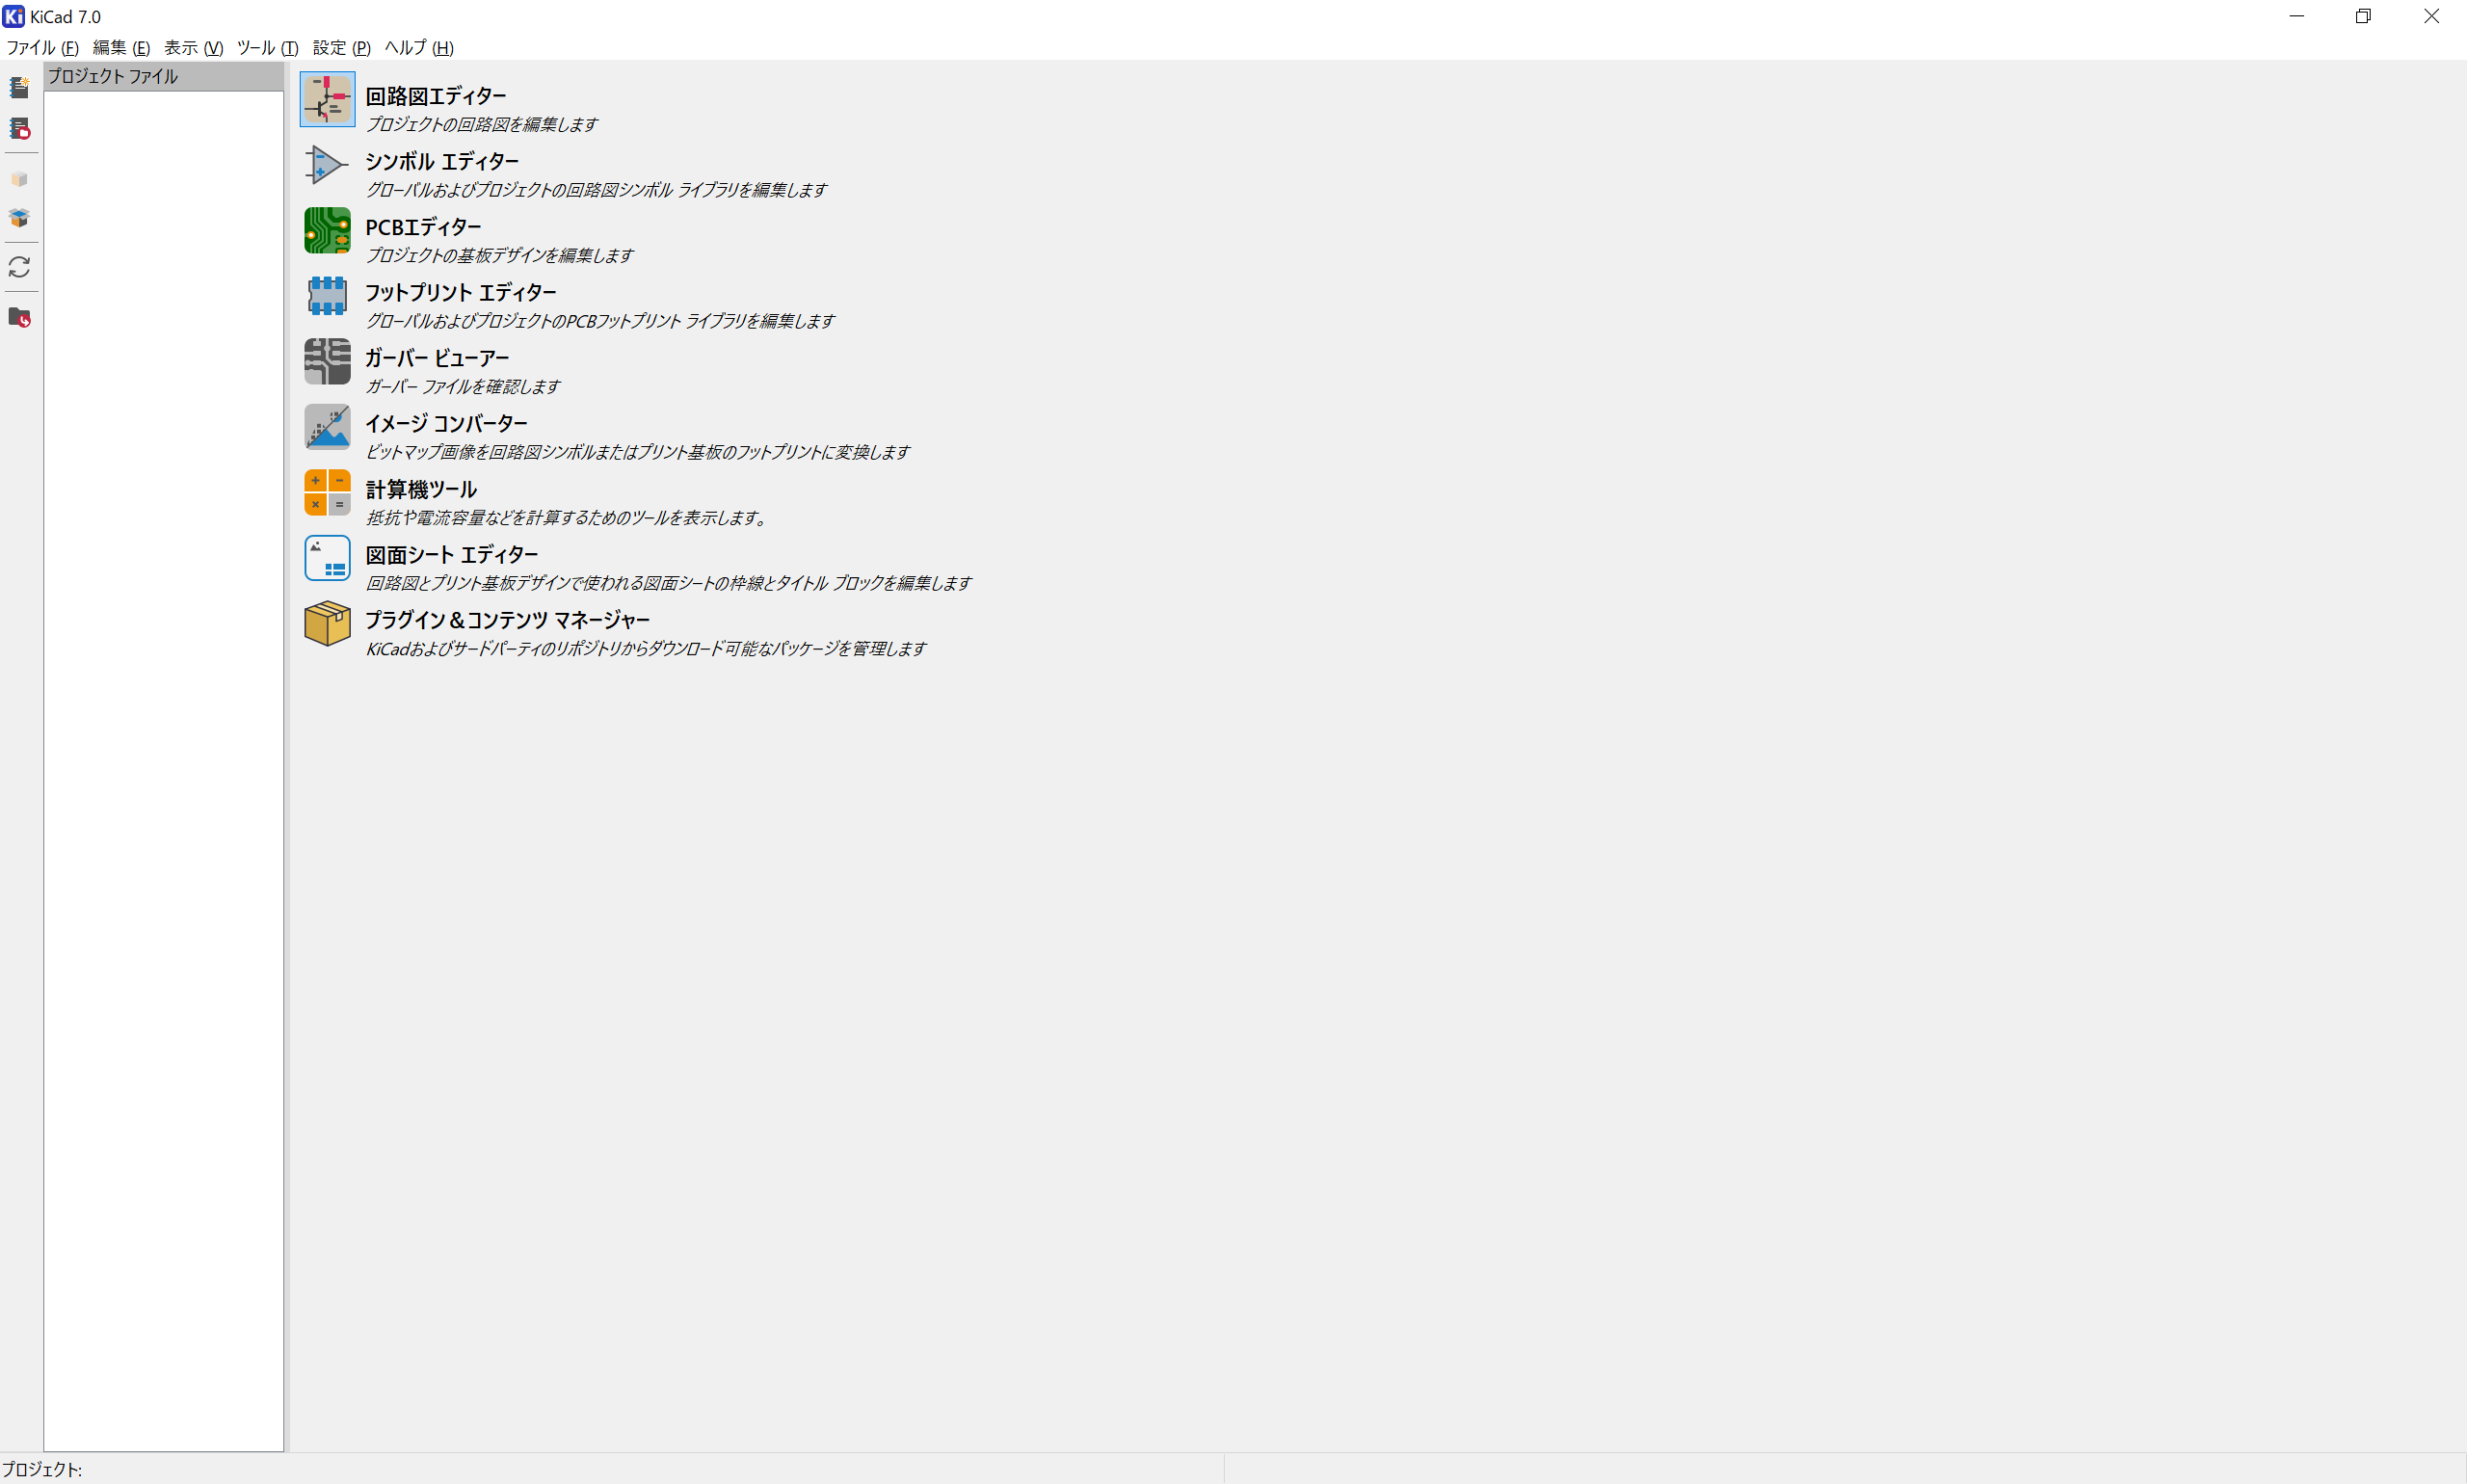 KiCad 7.0
ファイル (F) 編集 (E) 表示 (V) ツール (T) 設定 (P) ヘルプ (H)
プロジェクト ファイル
回路図エディター
プロジェクトの回路図を編集します
シンボル エディター
グローバルおよびプロジェクトの回路図シンボル ライブラリを編集します
PCBエディター
プロジェクトの基板デザインを編集します
フットプリント エディター
グローバルおよびプロジェクトのPCBフットプリント ライブラリを編集します
ガーバー ビューアー
ガーバー ファイルを確認します
イメージ コンバーター
ビットマップ画像を回路図シンボルまたはプリント基板のフットプリントに変換します
計算機ツール
抵抗や電流容量などを計算するためのツールを表示します。
図面シート エディター
回路図とプリント基板デザインで使われる図面シートの枠線とタイトル ブロックを編集します
プラグイン＆コンテンツ マネージャー
KiCadおよびサードパーティのリポジトリからダウンロード可能なパッケージを管理します
プロジェクト: